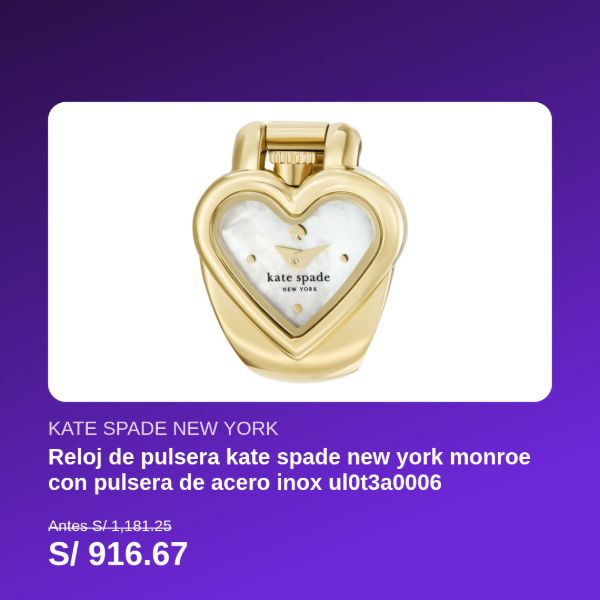 kate spade
NEW YORK
KATE SPADE NEW YORK
Reloj de pulsera kate spade new york monroe
con pulsera de acero inox ul0t3a0006
Antes S/ 1,181.25
S/ 916.67